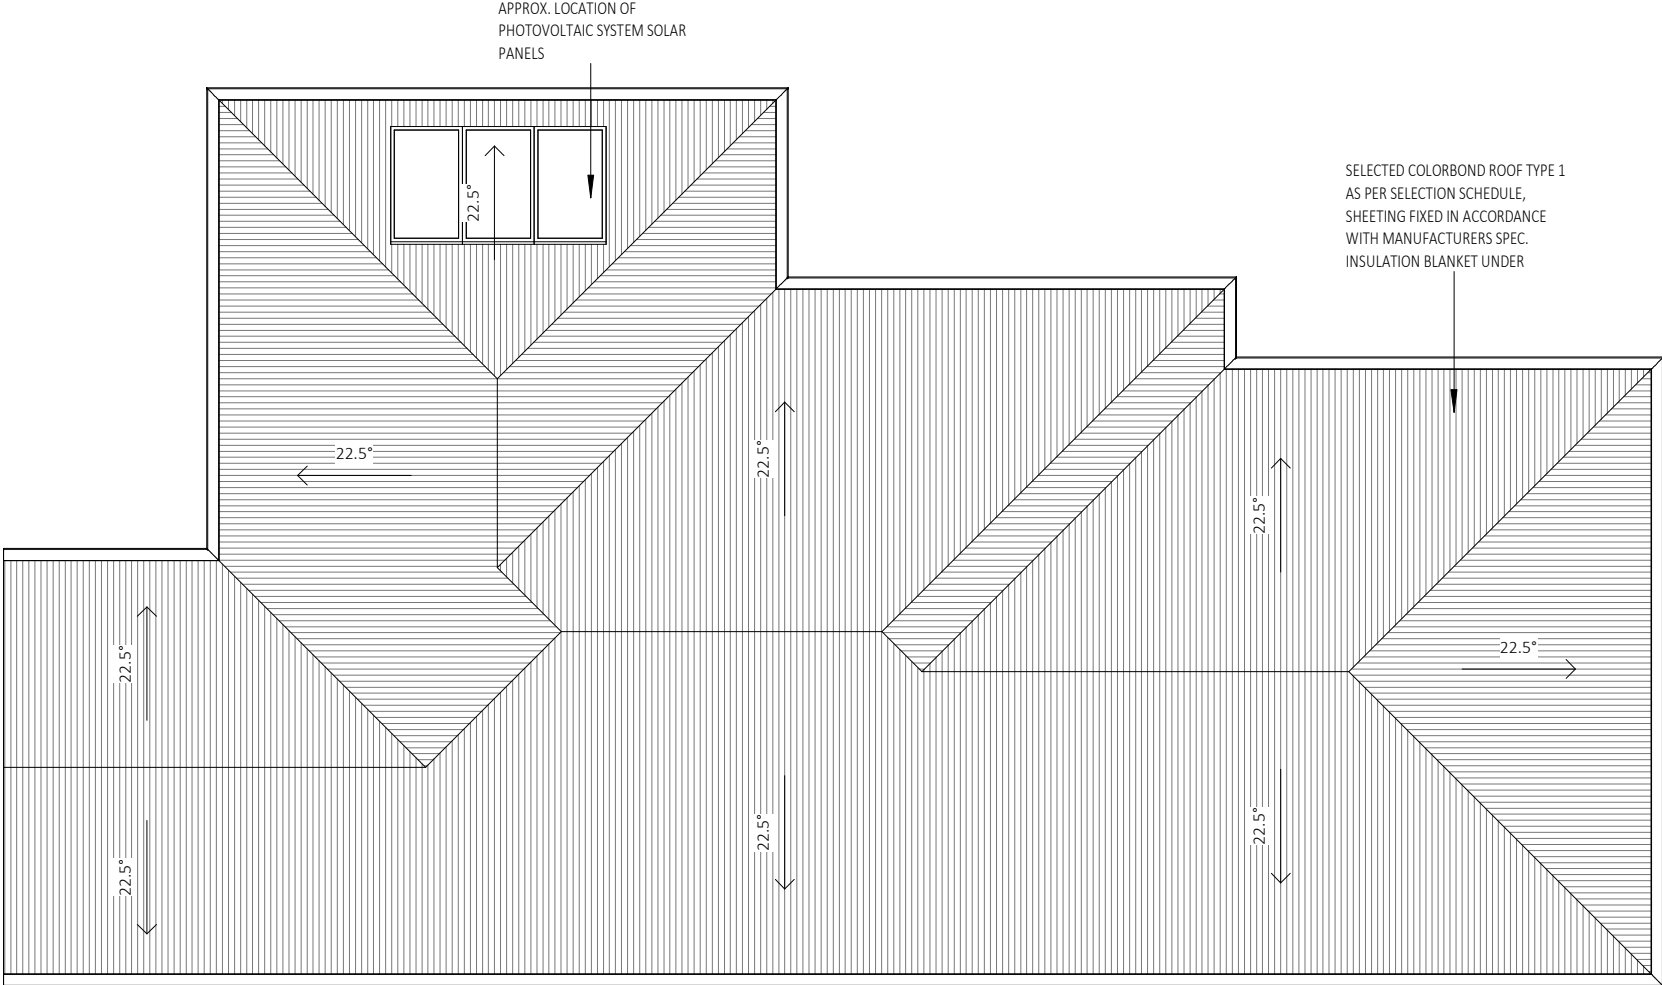 APPROX. LOCATION OF
PHOTOVOLTAIC SYSTEM SOLAR
PANELS
SELECTED COLORBOND ROOF TYPE 1
AS PER SELECTION SCHEDULE,
SHEETING FIXED IN ACCORDANCE
WITH MANUFACTURERS SPEC.
INSULATION BLANKET UNDER
22.5°
22.5°
22.5°
22.5°
22.5°
22.5°
22.5°
22.5°
22.5°